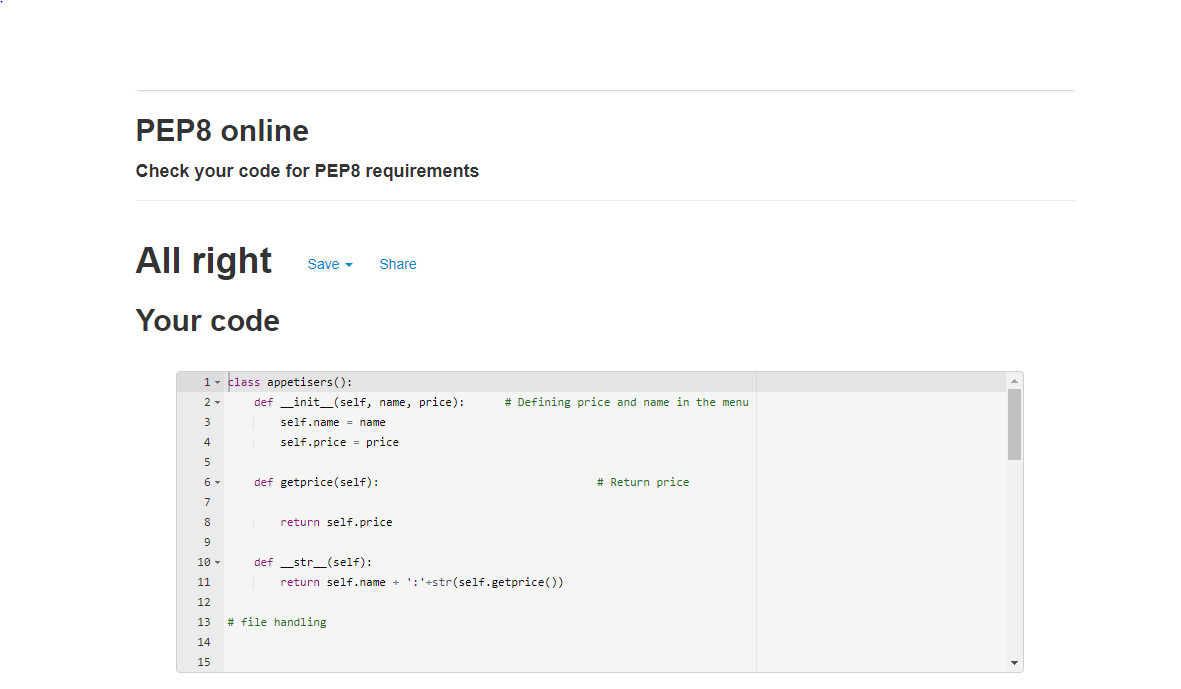 PEP8 online
Check your code for PEP8 requirements
All right Save Share
Your code
1 class appetisers():
2     def __init__(self, name, price):      # Defining price and name in the menu
3         self.name = name
4         self.price = price
5
6     def getprice(self):                                 # Return price
7
8         return self.price
9
10     def __str__(self):
11         return self.name + ':'+str(self.getprice())
12
13 # file handling
14
15